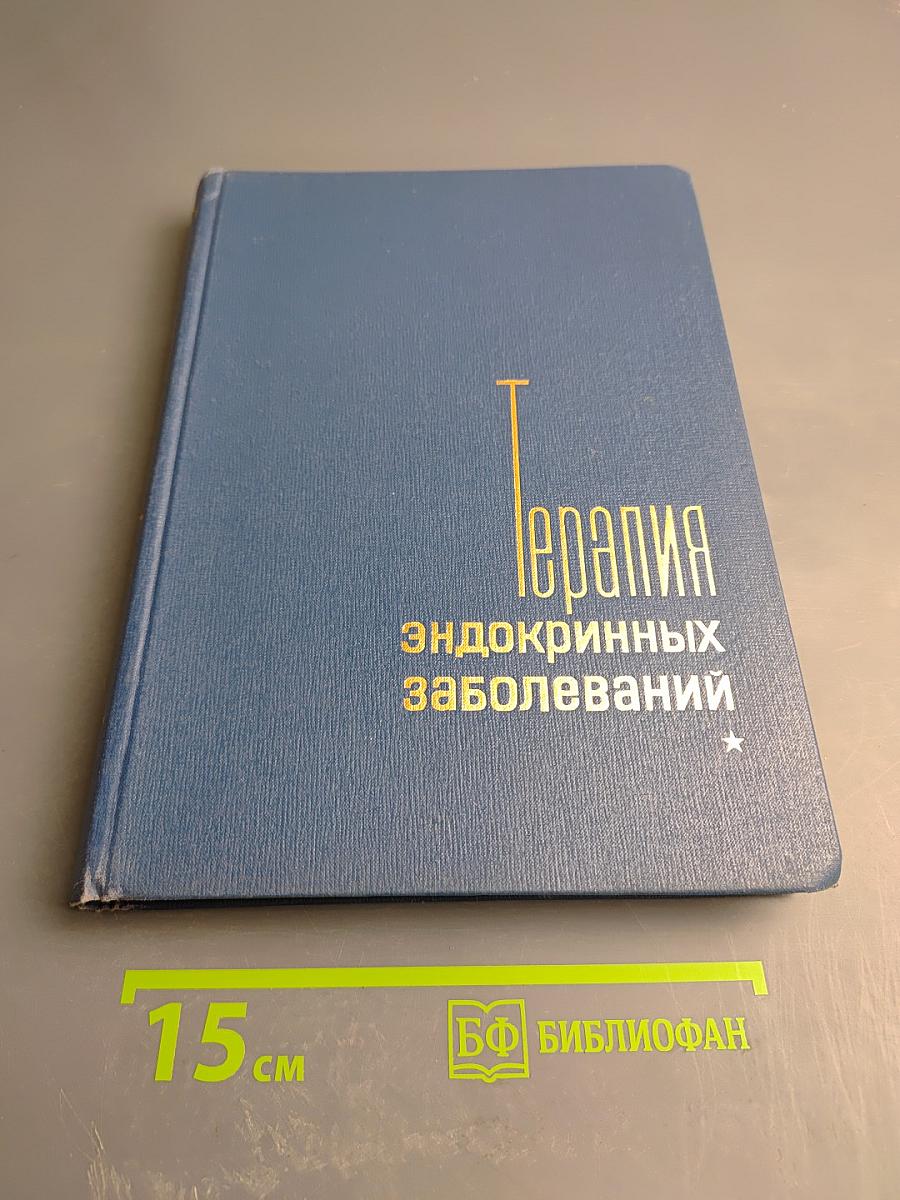 Терапия
эндокринных
заболеваний
15 см
БФ БИБЛИОФАН